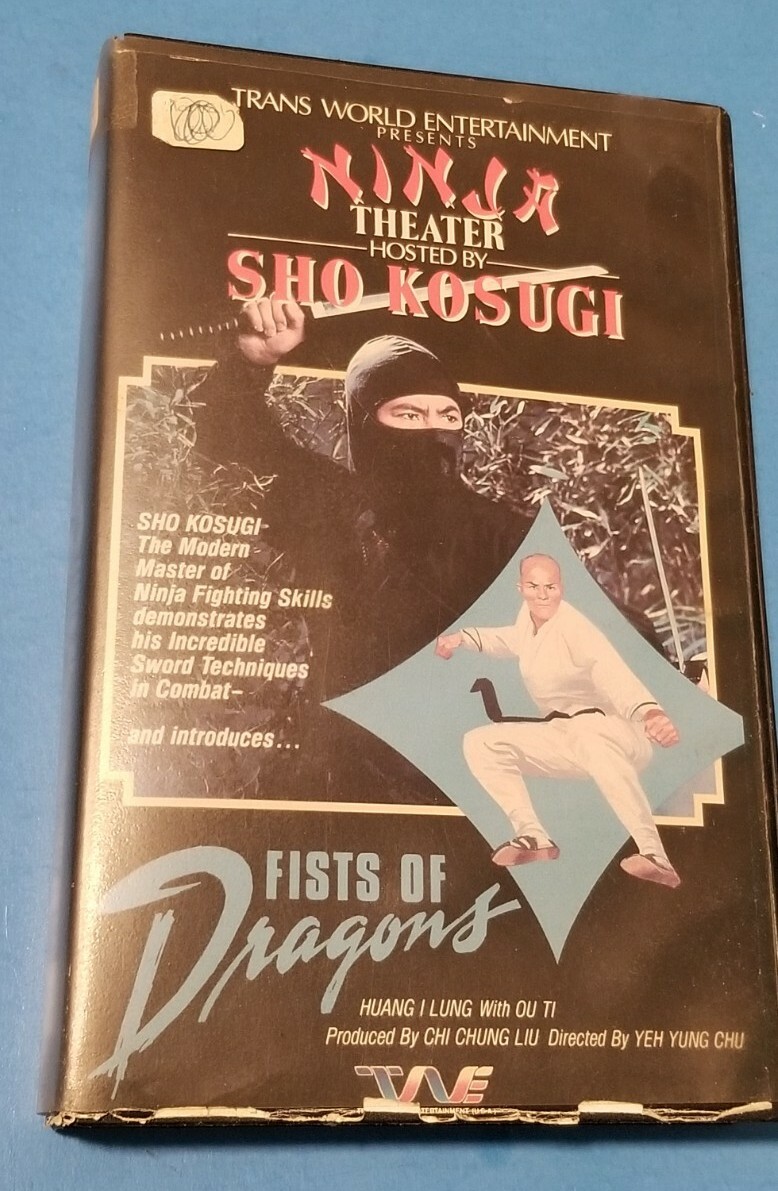 TRANS WORLD ENTERTAINMENT
PRESENTS
NINJA
THEATER
HOSTED BY
SHO KOSUGI
SHO KOSUGI-
The Modern
Master of
Ninja Fighting Skills
demonstrates
his Incredible
Sword Techniques
in Combat–
and introduces...
FISTS OF
Dragons
HUANG I LUNG With OU TI
Produced By CHI CHUNG LIU Directed By YEH YUNG CHU
TWE